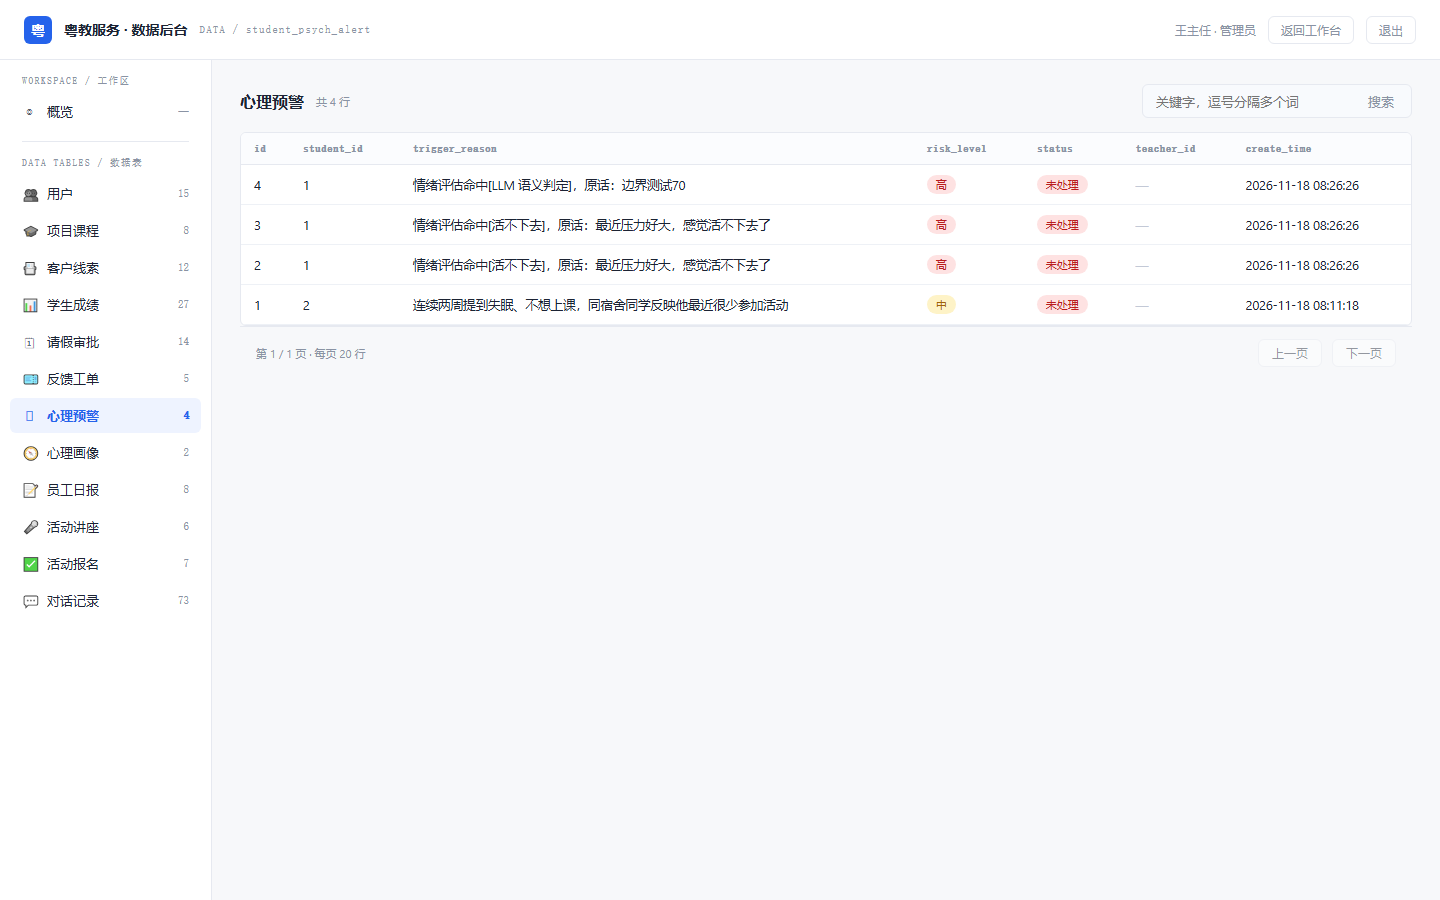 粤 粤教服务 · 数据后台 DATA / student_psych_alert 王主任 · 管理员 返回工作台 退出
WORKSPACE / 工作区
概览 —
DATA TABLES / 数据表
用户 15
项目课程 8
客户线索 12
学生成绩 27
请假审批 14
反馈工单 5
心理预警 4
心理画像 2
员工日报 8
活动讲座 6
活动报名 7
对话记录 73
心理预警 共 4 行 关键字，逗号分隔多个词 搜索
id student_id trigger_reason risk_level status teacher_id create_time
4 1 情绪评估命中[LLM 语义判定]，原话：边界测试70 高 未处理 — 2026-11-18 08:26:26
3 1 情绪评估命中[活不下去]，原话：最近压力好大，感觉活不下去了 高 未处理 — 2026-11-18 08:26:26
2 1 情绪评估命中[活不下去]，原话：最近压力好大，感觉活不下去了 高 未处理 — 2026-11-18 08:26:26
1 2 连续两周提到失眠、不想上课，同宿舍同学反映他最近很少参加活动 中 未处理 — 2026-11-18 08:11:18
第 1 / 1 页 · 每页 20 行 上一页 下一页